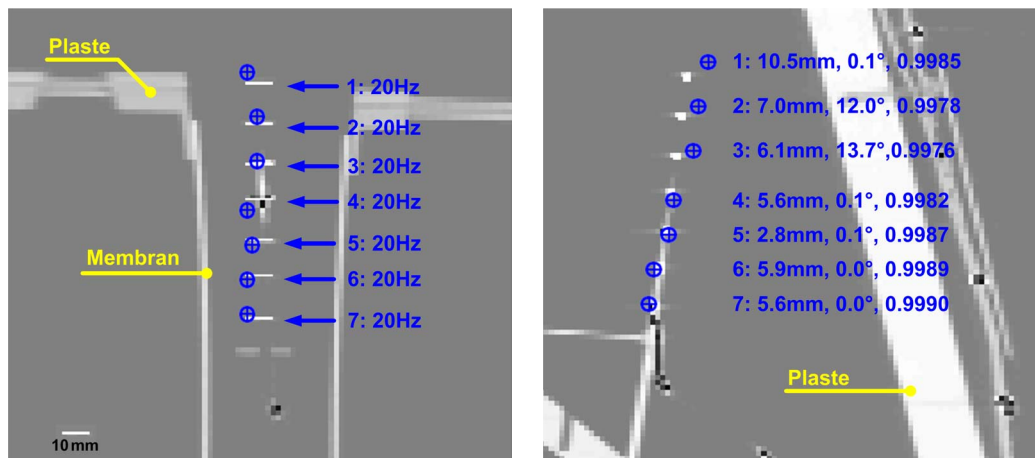 Plaste
1: 20Hz
2: 20Hz
3: 20Hz
4: 20Hz
5: 20Hz
6: 20Hz
7: 20Hz
Membran
10 mm
1: 10.5mm, 0.1°, 0.9985
2: 7.0mm, 12.0°, 0.9978
3: 6.1mm, 13.7°,0.9976
4: 5.6mm, 0.1°, 0.9982
5: 2.8mm, 0.1°, 0.9987
6: 5.9mm, 0.0°, 0.9989
7: 5.6mm, 0.0°, 0.9990
Plaste